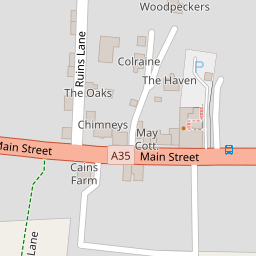 Woodpeckers
Ruins Lane
Colraine
The Haven
The Oaks
Chimneys
May
Cott.
Main Street
A35
Main Street
Cains
Farm
Lane